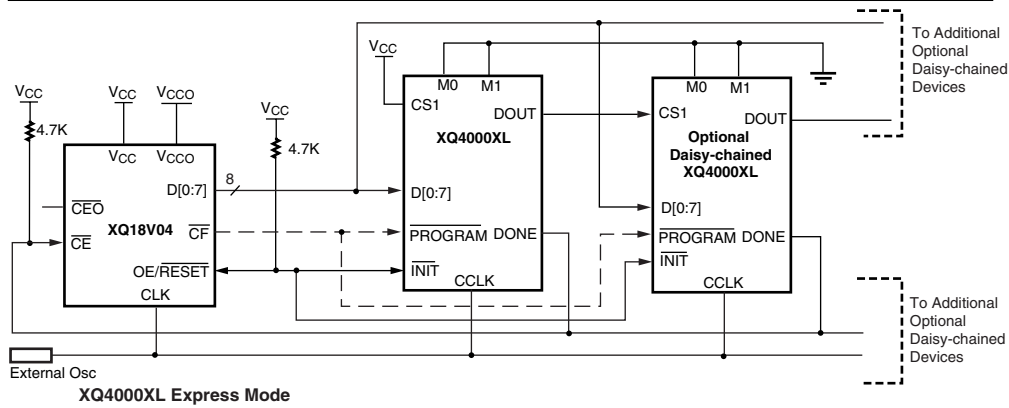 To Additional
Optional
Daisy-chained
Devices
VCC
M0 M1
CS1
DOUT
XQ4000XL
D[0:7]
PROGRAM DONE
INIT
CCLK
M0 M1
CS1
DOUT
Optional
Daisy-chained
XQ4000XL
D[0:7]
PROGRAM DONE
INIT
CCLK
VCC
4.7K
VCC VCCO
VCC VCCO
VCC
4.7K
D[0:7]
8
CEO
XQ18V04
CF
CE
OE/RESET
CLK
To Additional
Optional
Daisy-chained
Devices
External Osc
XQ4000XL Express Mode